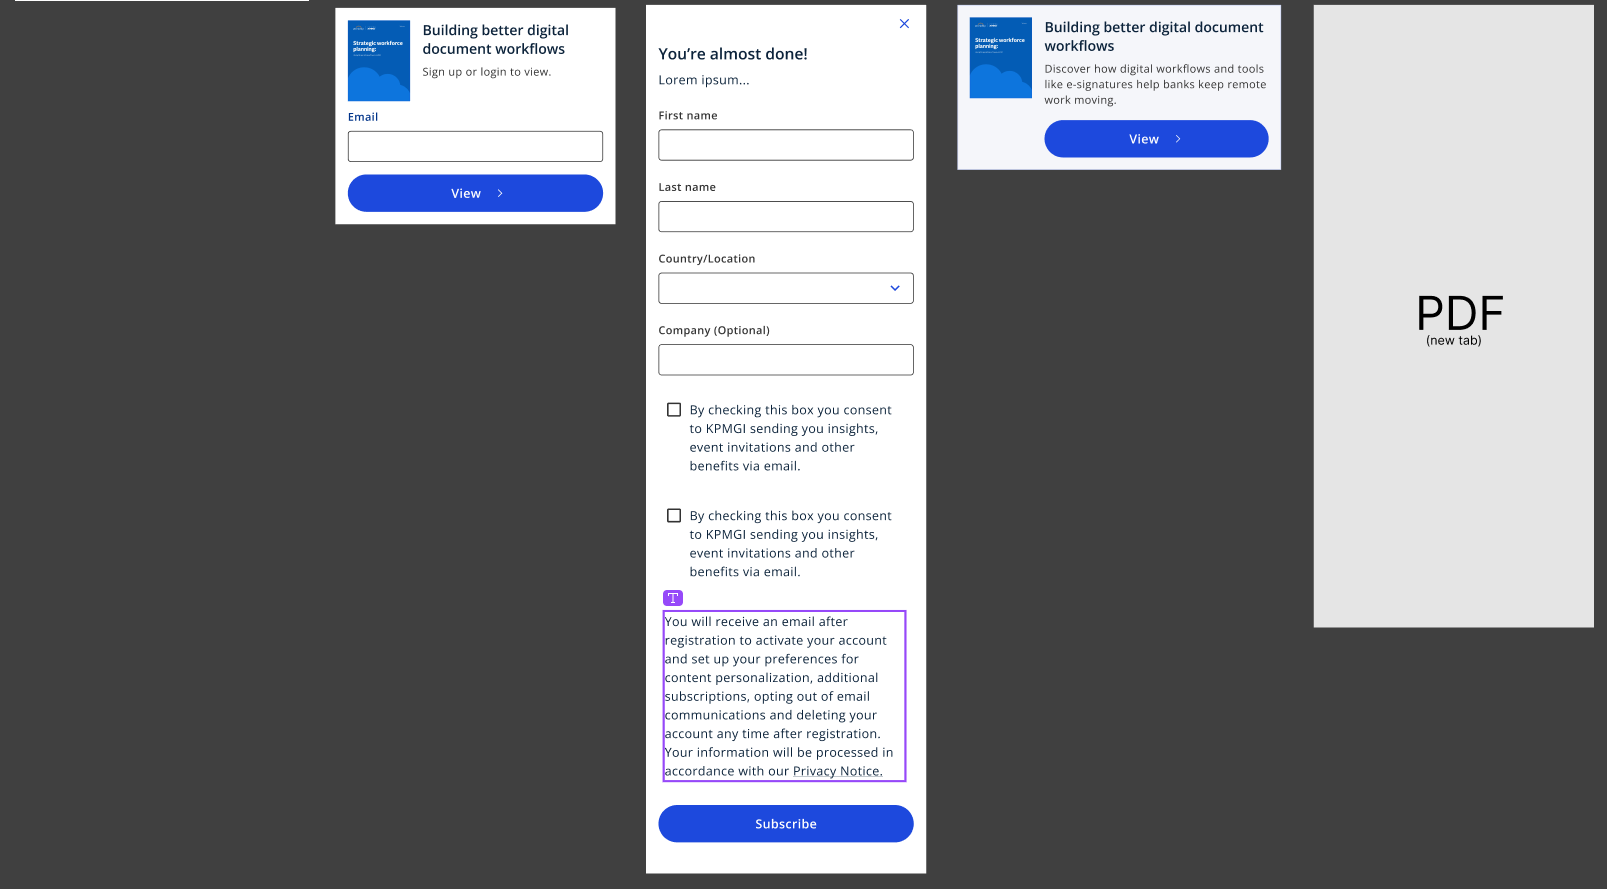 Strategic workforce
planning:
Building better digital
document workflows
Sign up or login to view.
Email
View
You’re almost done!
Lorem ipsum...
First name
Last name
Country/Location
Company (Optional)
By checking this box you consent
to KPMGI sending you insights,
event invitations and other
benefits via email.
By checking this box you consent
to KPMGI sending you insights,
event invitations and other
benefits via email.
T
You will receive an email after
registration to activate your account
and set up your preferences for
content personalization, additional
subscriptions, opting out of email
communications and deleting your
account any time after registration.
Your information will be processed in
accordance with our Privacy Notice.
Subscribe
Strategic workforce
planning:
Building better digital document
workflows
Discover how digital workflows and tools
like e-signatures help banks keep remote
work moving.
View
PDF
(new tab)